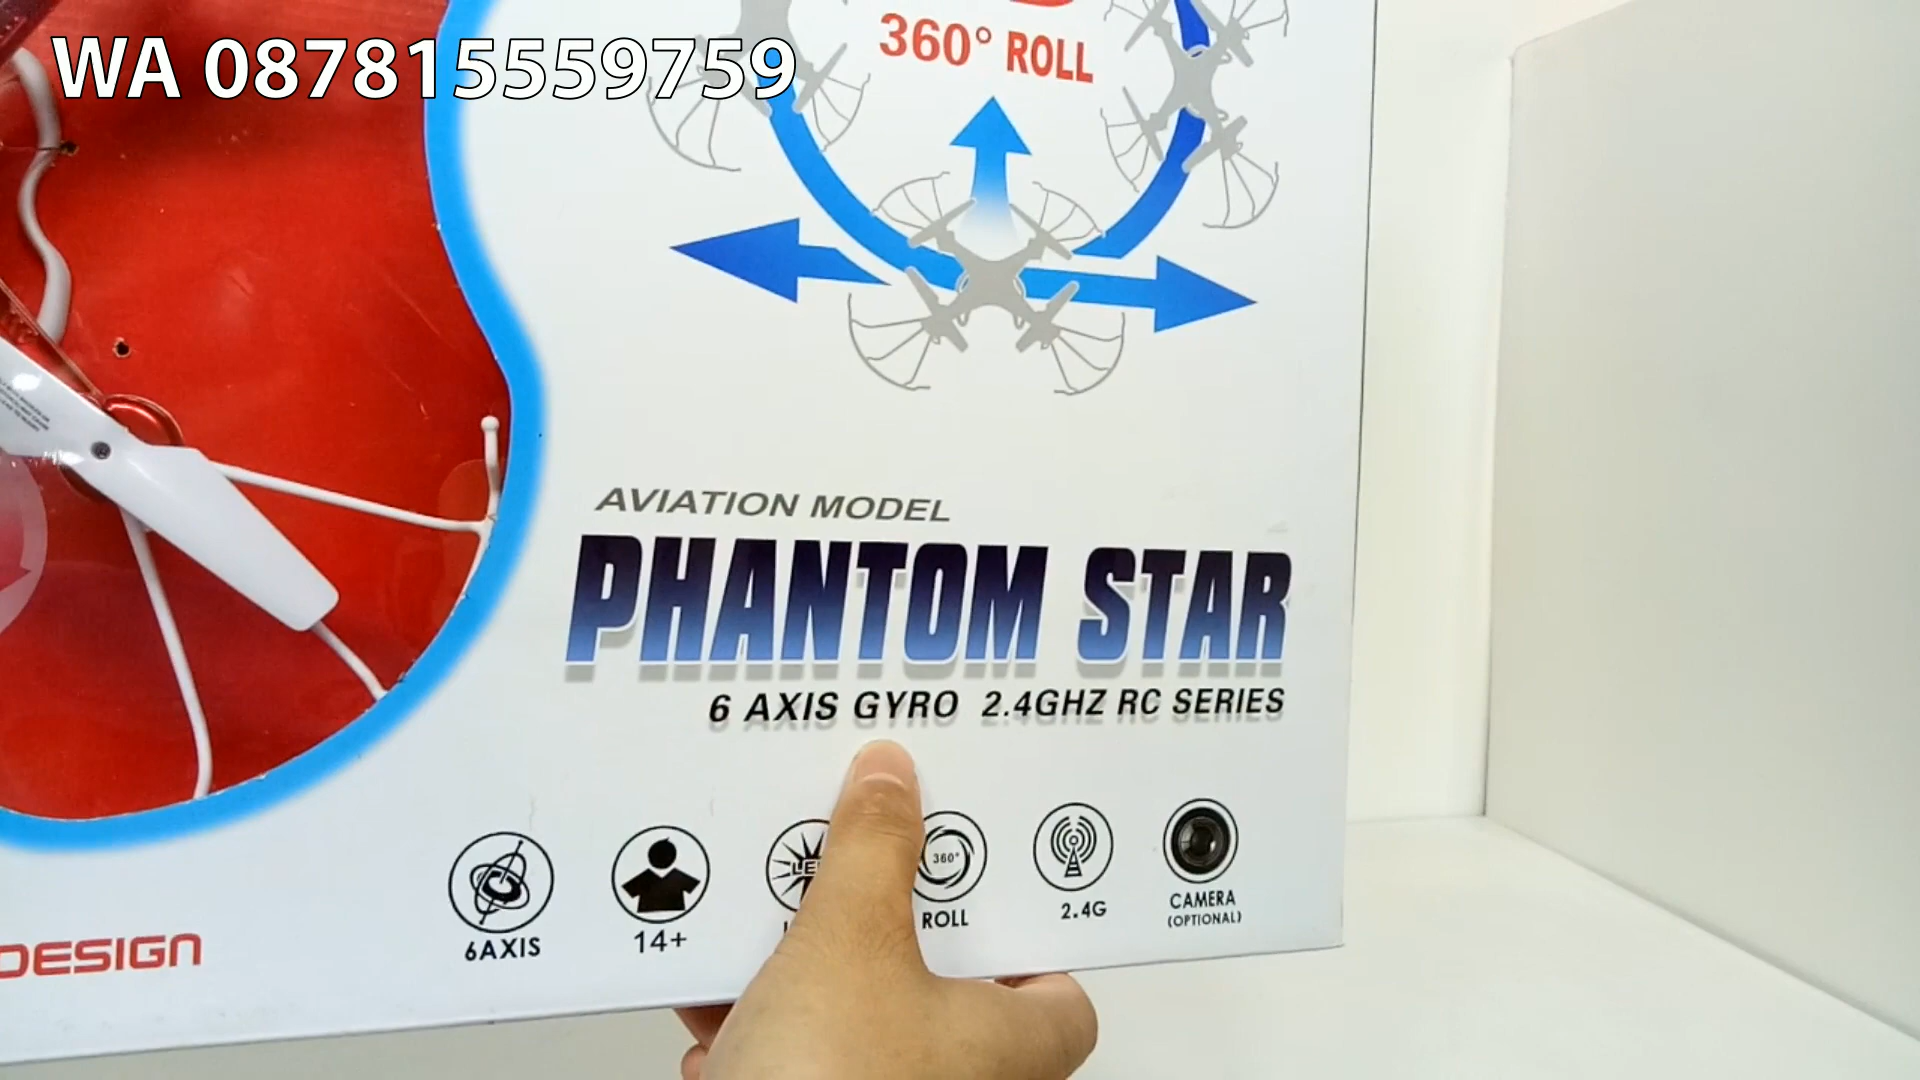 WA 087815559759
360° ROLL
AVIATION MODEL
PHANTOM STAR
6 AXIS GYRO 2.4GHZ RC SERIES
360°
6AXIS
14+
ROLL
2.4G
CAMERA
(OPTIONAL)
DESIGN